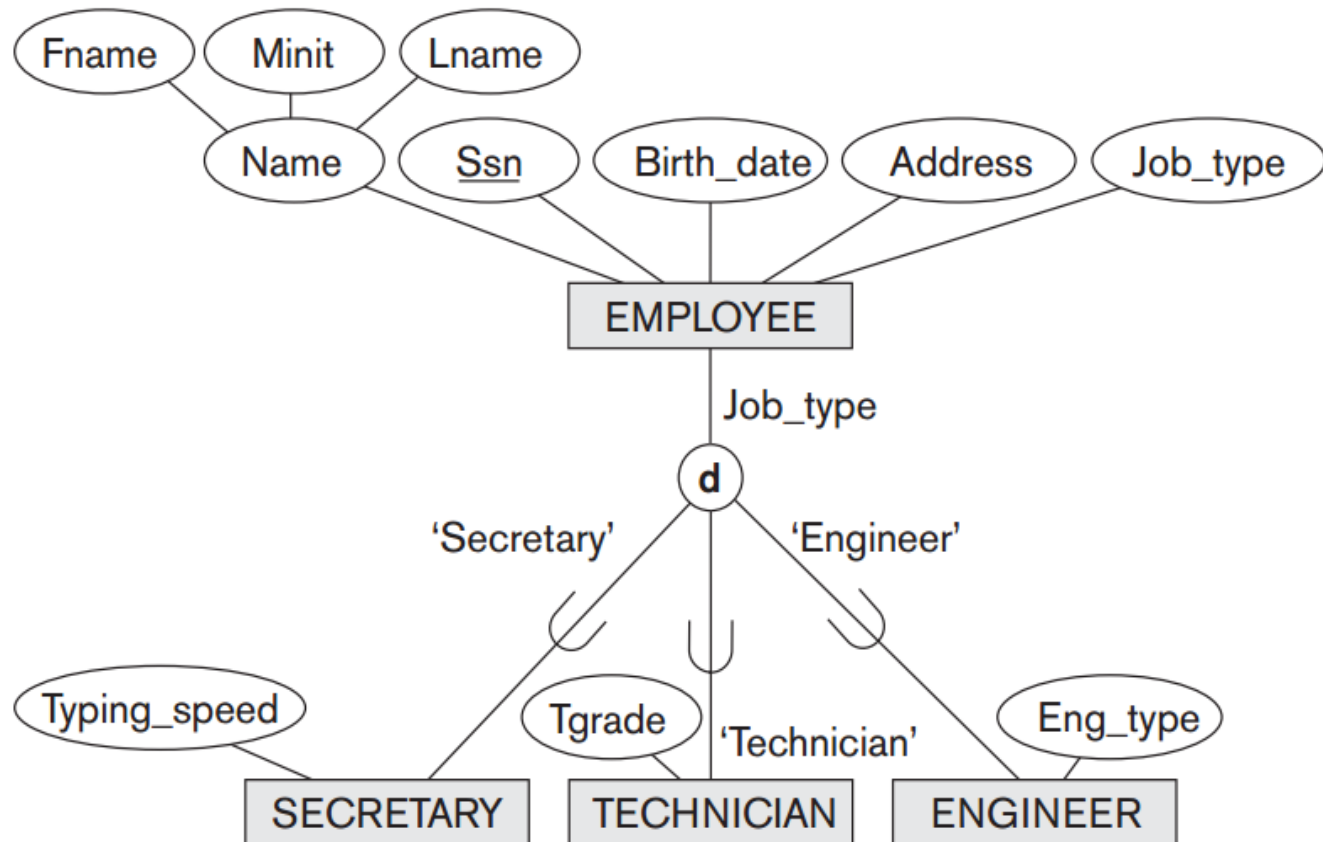 Fname Minit Lname
Name Ssn Birth_date Address Job_type
EMPLOYEE
Job_type
d
‘Secretary’ ‘Engineer’
Typing_speed Tgrade ‘Technician’ Eng_type
SECRETARY TECHNICIAN ENGINEER